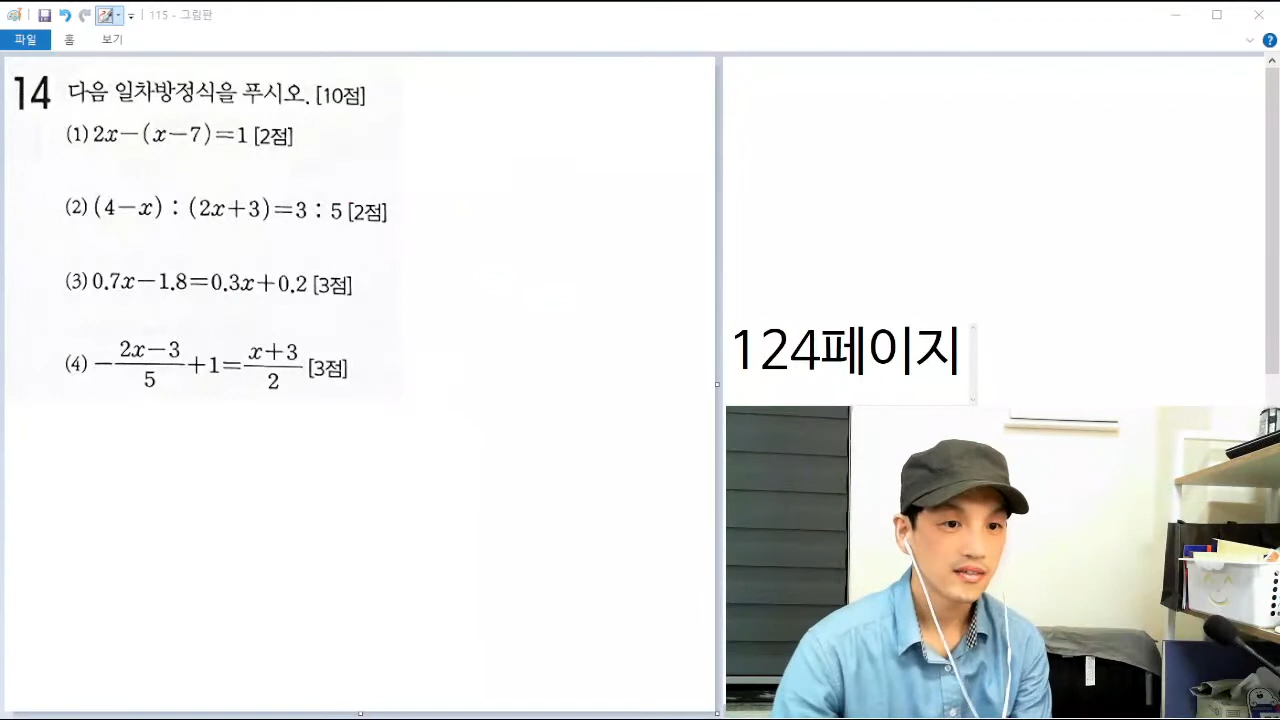 115 - 그림판
파일 홈 보기
14 다음 일차방정식을 푸시오. [10점]
(1) 2x-(x-7)=1 [2점]
(2) (4-x) : (2x+3)=3 : 5 [2점]
(3) 0.7x-1.8=0.3x+0.2 [3점]
(4) -\frac{2x-3}{5}+1=\frac{x+3}{2} [3점]
124페이지